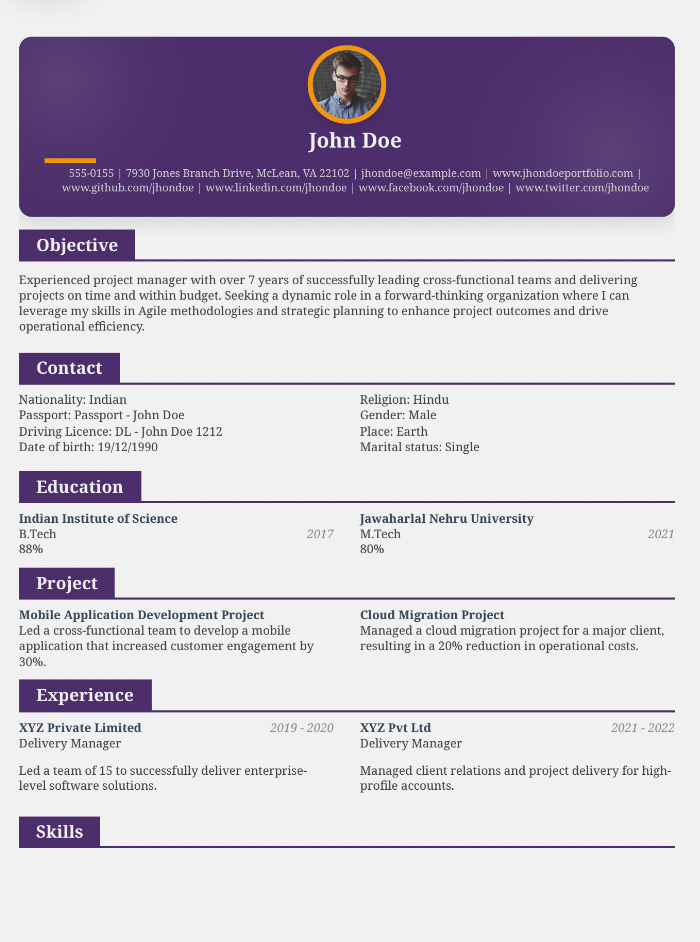 John Doe
555-0155 | 7930 Jones Branch Drive, McLean, VA 22102 | jhondoe@example.com | www.jhondoeportfolio.com |
www.github.com/jhondoe | www.linkedin.com/jhondoe | www.facebook.com/jhondoe | www.twitter.com/jhondoe
Objective
Experienced project manager with over 7 years of successfully leading cross-functional teams and delivering
projects on time and within budget. Seeking a dynamic role in a forward-thinking organization where I can
leverage my skills in Agile methodologies and strategic planning to enhance project outcomes and drive
operational efficiency.
Contact
Nationality: Indian
Passport: Passport - John Doe
Driving Licence: DL - John Doe 1212
Date of birth: 19/12/1990
Religion: Hindu
Gender: Male
Place: Earth
Marital status: Single
Education
Indian Institute of Science
B.Tech 2017
88%
Jawaharlal Nehru University
M.Tech 2021
80%
Project
Mobile Application Development Project
Led a cross-functional team to develop a mobile
application that increased customer engagement by
30%.
Cloud Migration Project
Managed a cloud migration project for a major client,
resulting in a 20% reduction in operational costs.
Experience
XYZ Private Limited 2019 - 2020
Delivery Manager
Led a team of 15 to successfully deliver enterprise-
level software solutions.
XYZ Pvt Ltd 2021 - 2022
Delivery Manager
Managed client relations and project delivery for high-
profile accounts.
Skills